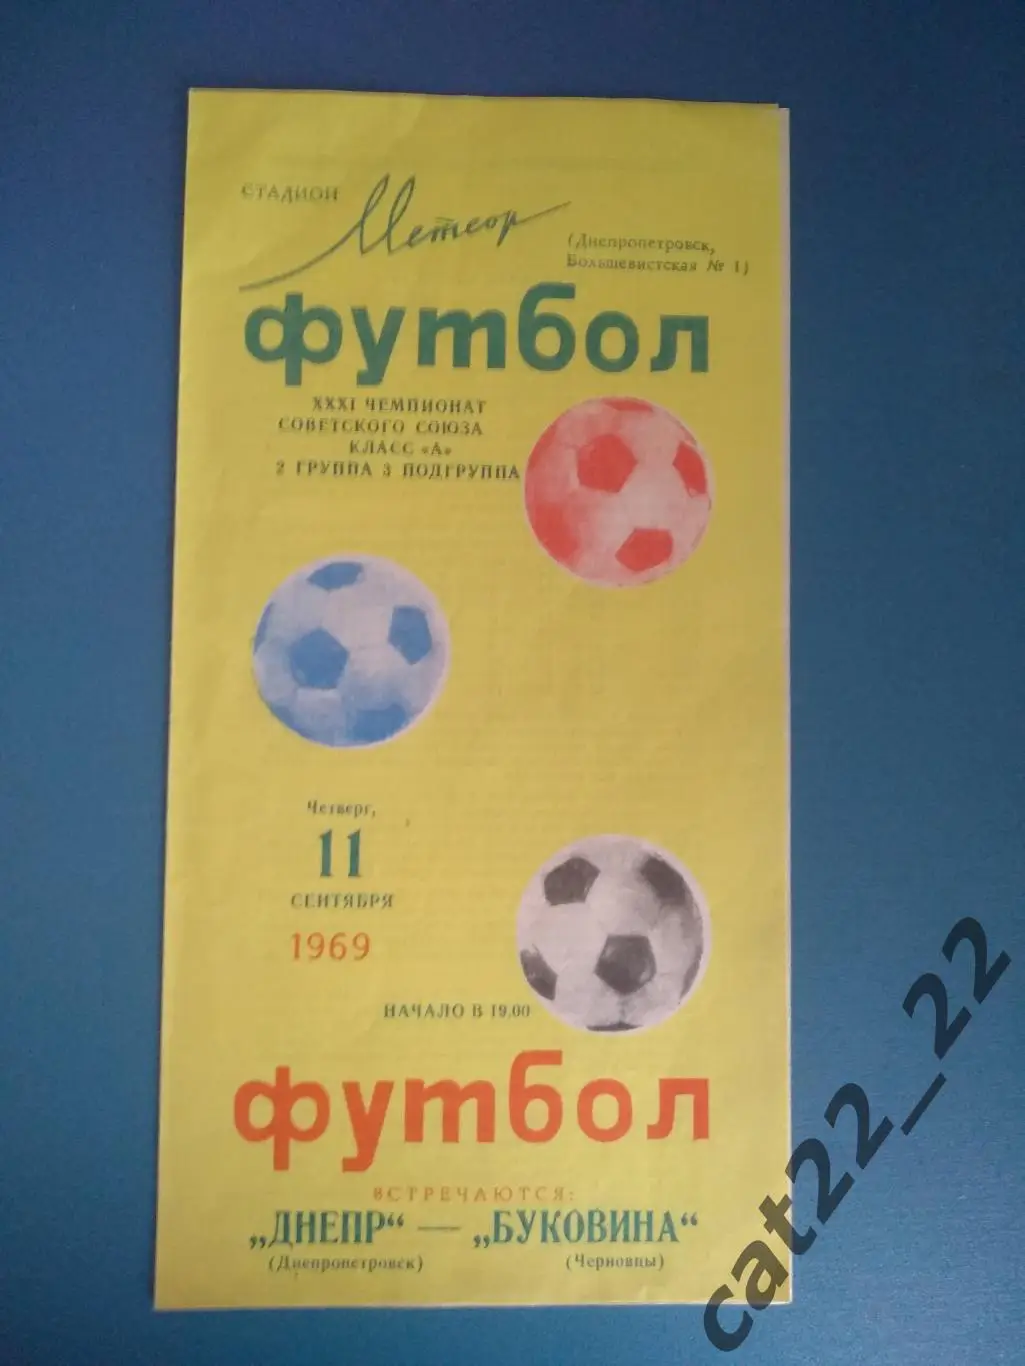 СТАДИОН Метеор
(Днепропетровск,
Большевистская № 1)
футбол
XXXI ЧЕМПИОНАТ
СОВЕТСКОГО СОЮЗА
КЛАСС «А»
2 ГРУППА 3 ПОДГРУППА
Четверг,
11
СЕНТЯБРЯ
1969
НАЧАЛО В 19.00
футбол
ВСТРЕЧАЮТСЯ:
„ДНЕПР“ — „БУКОВИНА“
(Днепропетровск) (Черновцы)
cat22_22